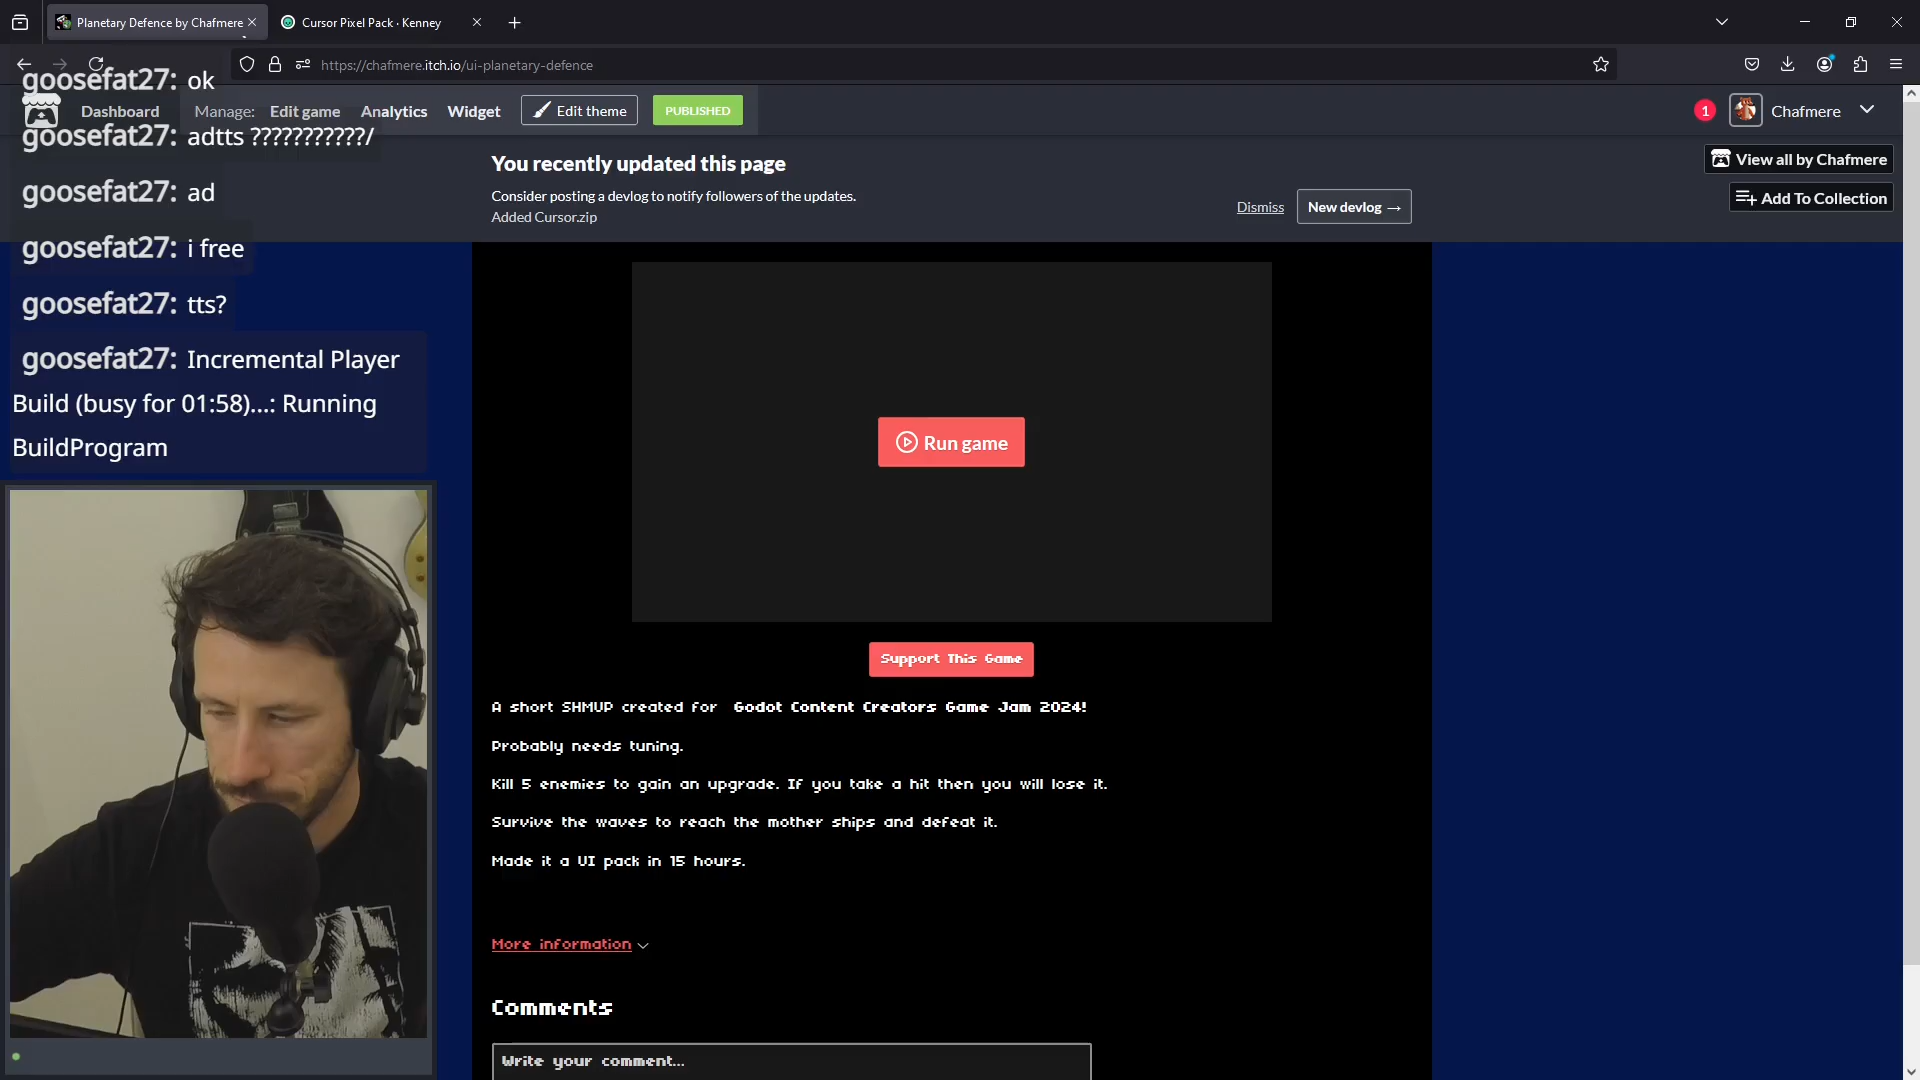 Planetary Defence by Chafmere
Cursor Pixel Pack · Kenney
https://chafmere.itch.io/ui-planetary-defence
goosefat27: ok
Dashboard
Manage:
Edit game
Analytics
Widget
Edit theme
PUBLISHED
1
Chafmere
goosefat27: adtts ???????????/
You recently updated this page
Consider posting a devlog to notify followers of the updates.
Added Cursor.zip
Dismiss
New devlog →
View all by Chafmere
Add To Collection
goosefat27: ad
goosefat27: i free
goosefat27: tts?
goosefat27: Incremental Player
Build (busy for 01:58)...: Running
BuildProgram
Run game
Support This Game
A short SHMUP created for Godot Content Creators Game Jam 2024!
Probably needs tuning.
Kill 5 enemies to gain an upgrade. If you take a hit then you will lose it.
Survive the waves to reach the mother ships and defeat it.
Made it a UI pack in 15 hours.
More information
Comments
Write your comment...